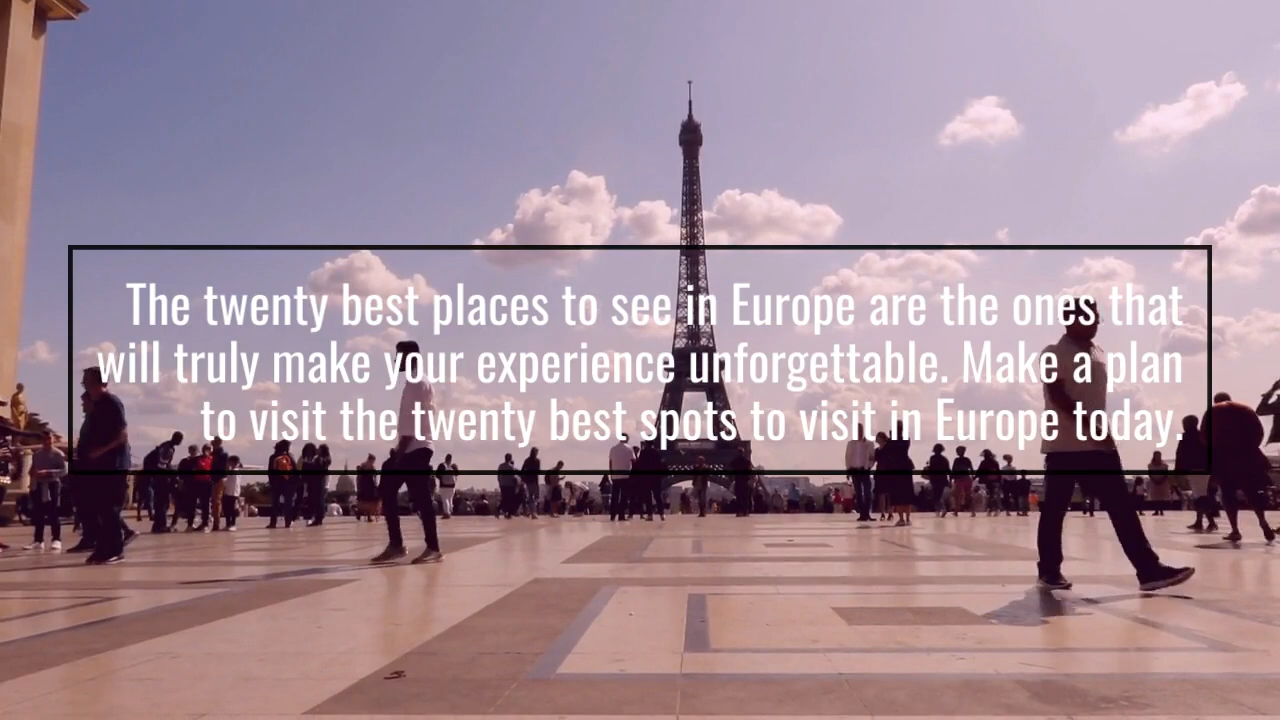 The twenty best places to see in Europe are the ones that
will truly make your experience unforgettable. Make a plan
to visit the twenty best spots to visit in Europe today.